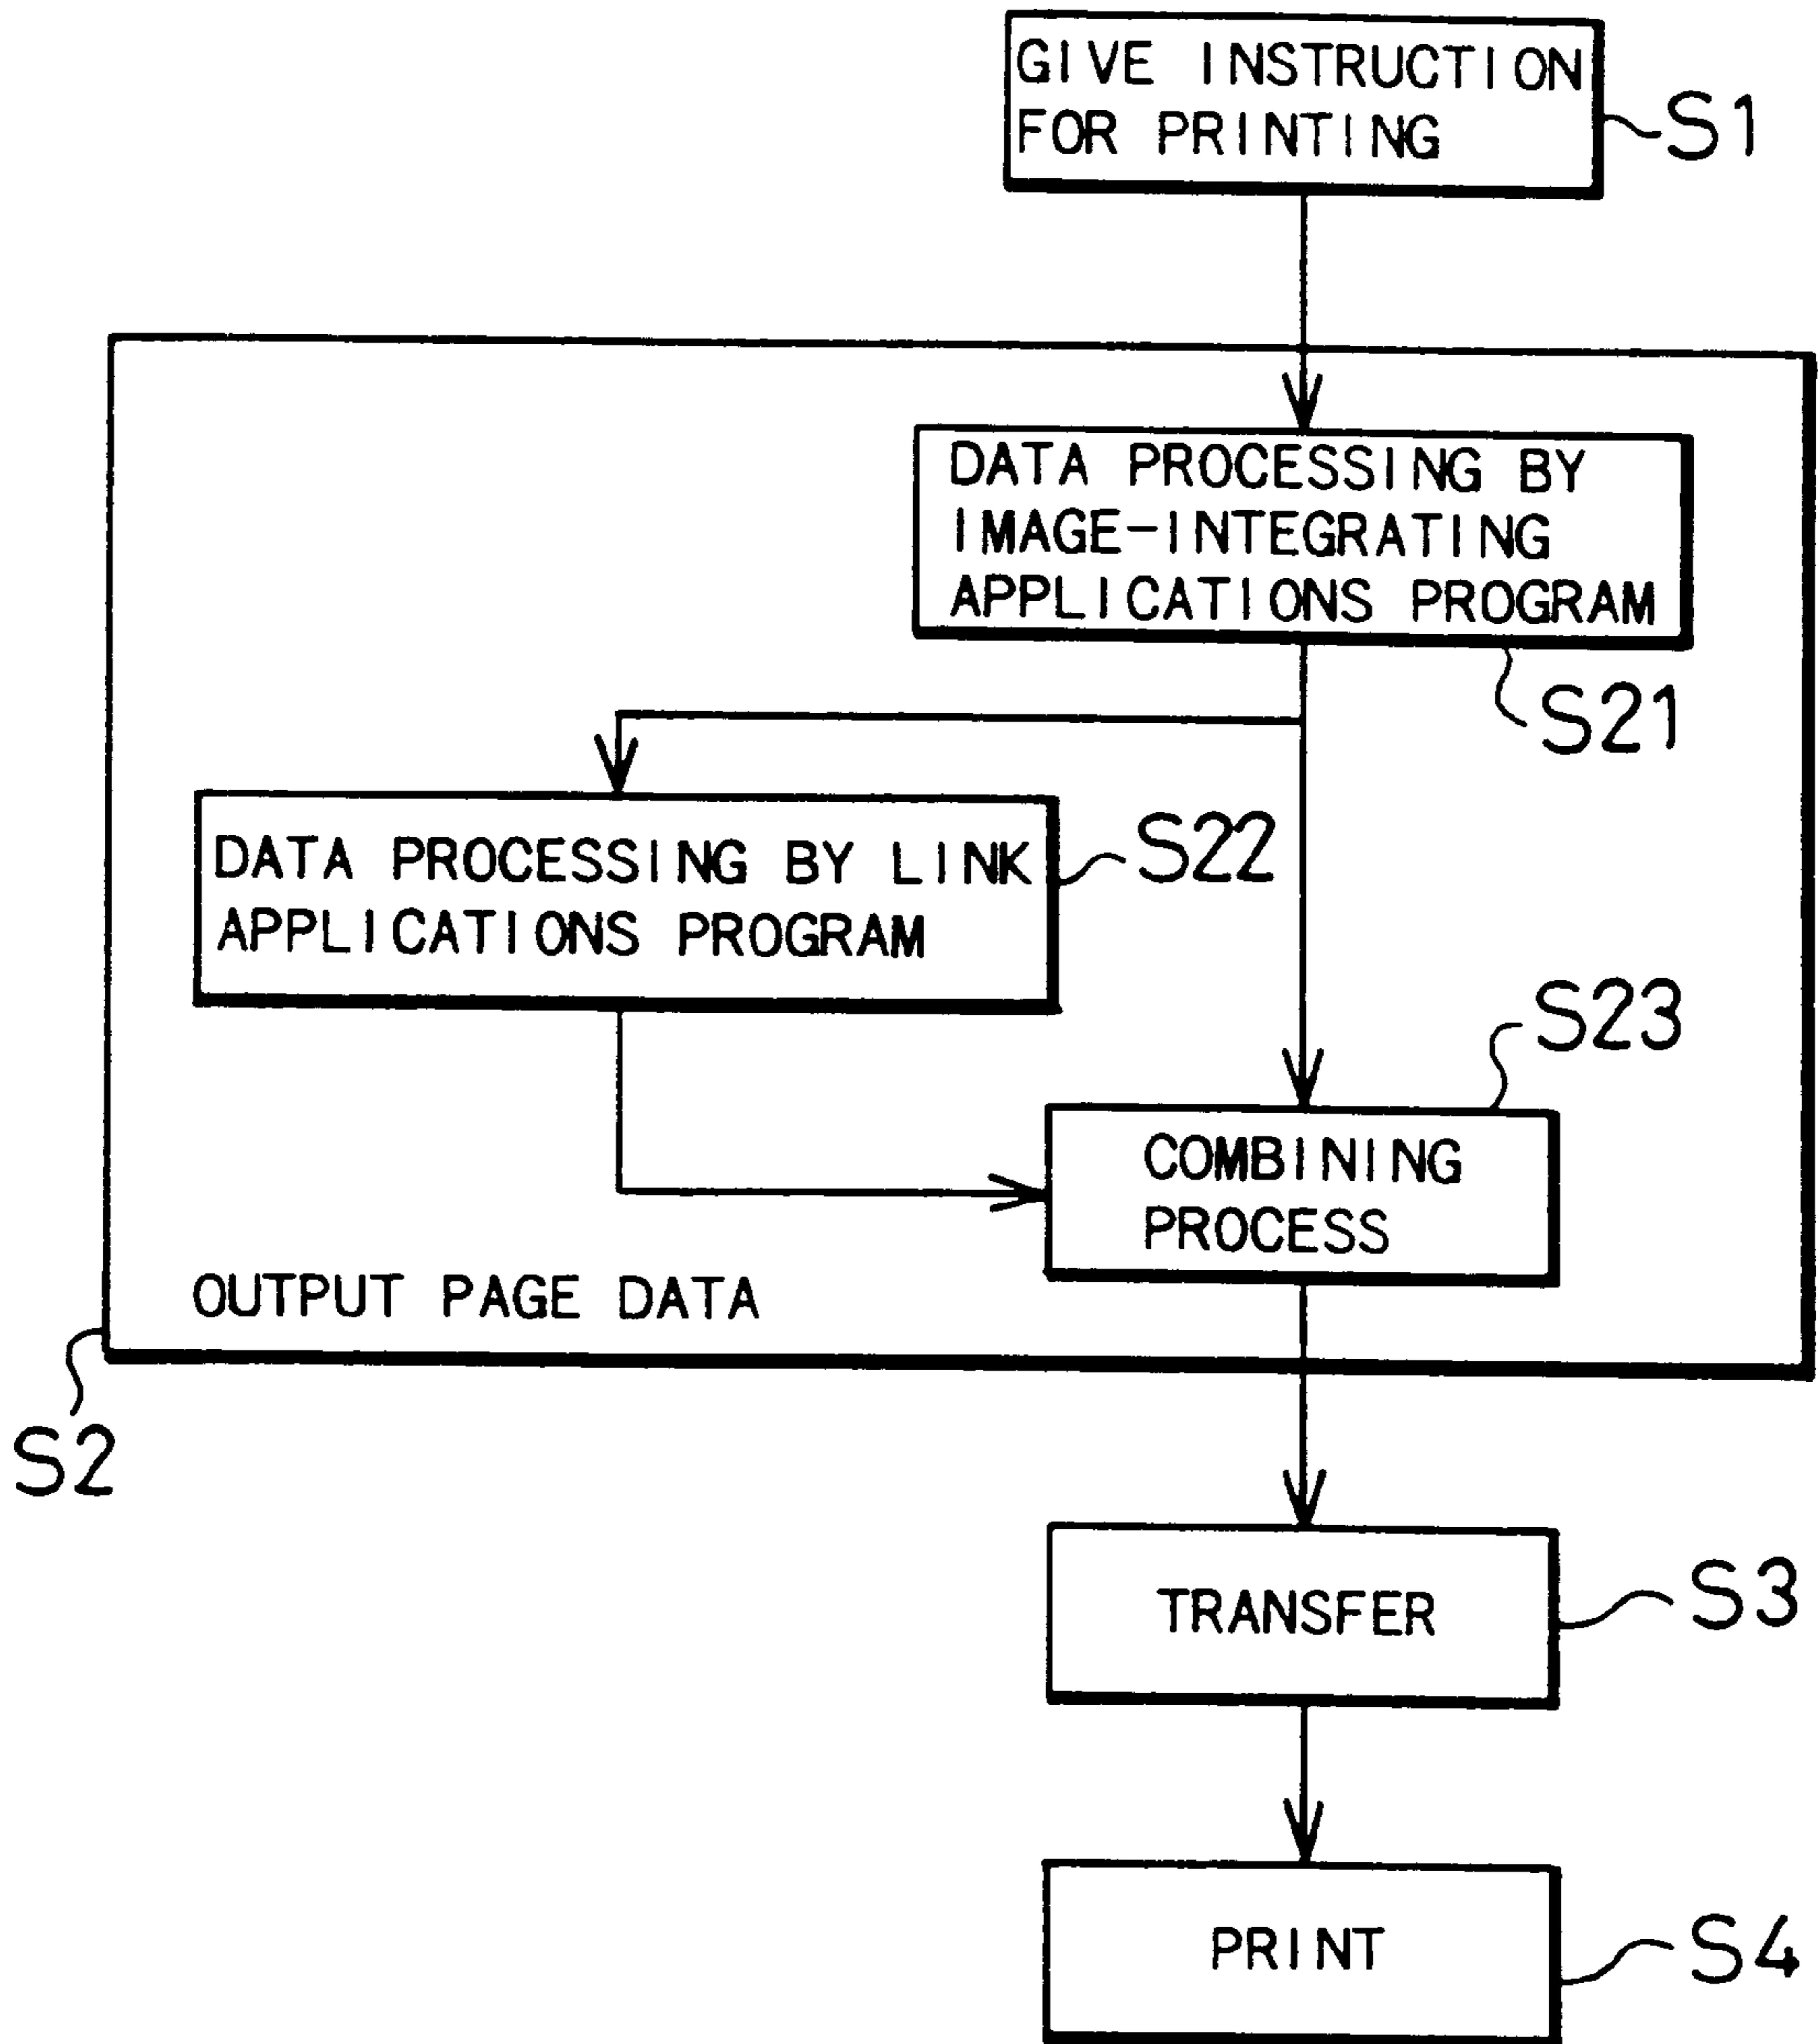 GIVE INSTRUCTION
FOR PRINTING
S1
DATA PROCESSING BY
IMAGE-INTEGRATING
APPLICATIONS PROGRAM
S21
DATA PROCESSING BY LINK
APPLICATIONS PROGRAM
S22
S23
COMBINING
PROCESS
OUTPUT PAGE DATA
S2
TRANSFER
S3
PRINT
S4